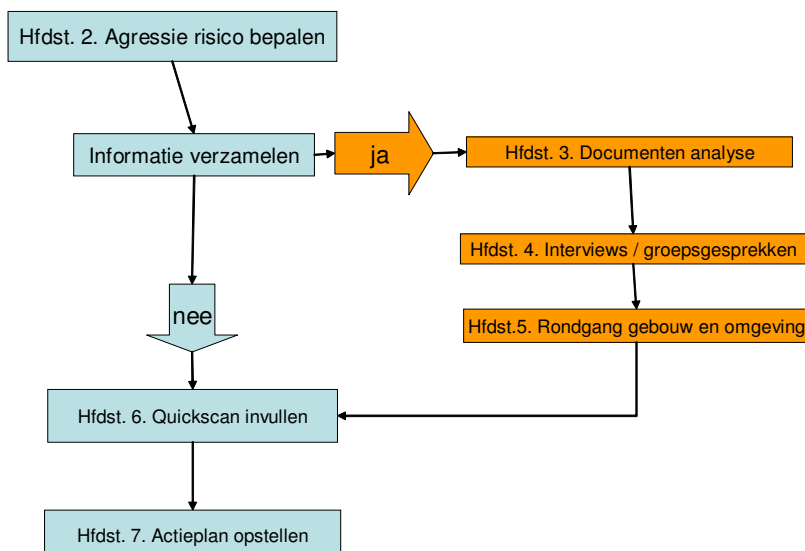 Hfdst. 2. Agressie risico bepalen
Informatie verzamelen
ja
Hfdst. 3. Documenten analyse
Hfdst. 4. Interviews / groepsgesprekken
nee
Hfdst.5. Rondgang gebouw en omgeving
Hfdst. 6. Quickscan invullen
Hfdst. 7. Actieplan opstellen